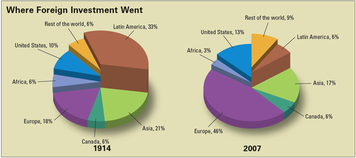 Where Foreign Investment Went
Rest of the world, 6%
Latin America, 33%
United States, 10%
Africa, 6%
Europe, 18%
Canada, 6%
Asia, 21%
1914
Rest of the world, 9%
United States, 13%
Latin America, 6%
Africa, 3%
Asia, 17%
Canada, 6%
Europe, 46%
2007